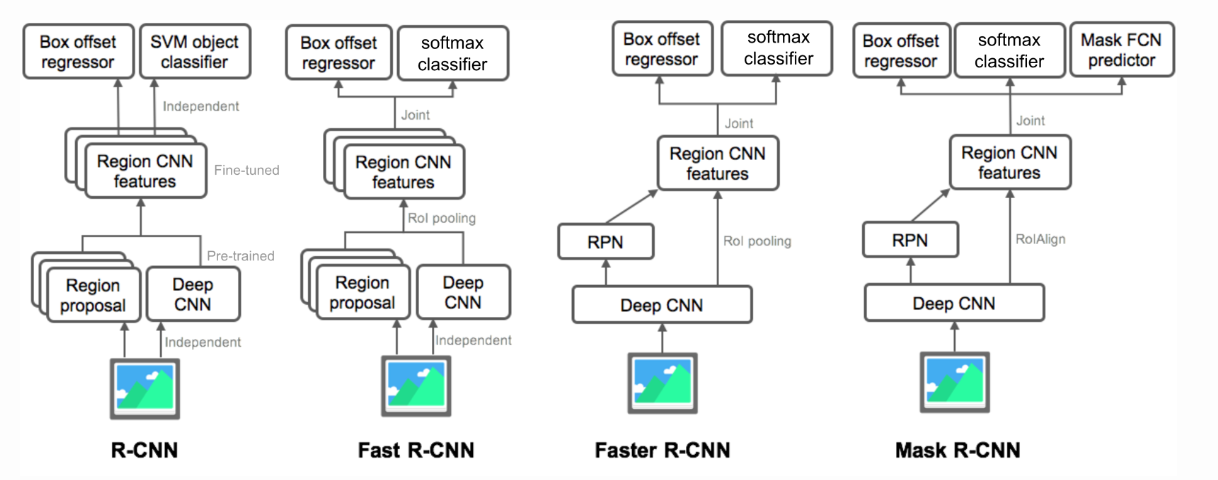 Box offset
regressor
SVM object
classifier
Independent
Region CNN
features
Fine-tuned
Pre-trained
Region
proposal
Deep
CNN
Independent
R-CNN
Box offset
regressor
softmax
classifier
Joint
Region CNN
features
RoI pooling
Region
proposal
Deep
CNN
Independent
Fast R-CNN
Box offset
regressor
softmax
classifier
Joint
Region CNN
features
RPN
RoI pooling
Deep CNN
Faster R-CNN
Box offset
regressor
softmax
classifier
Mask FCN
predictor
Joint
Region CNN
features
RPN
RoIAlign
Deep CNN
Mask R-CNN